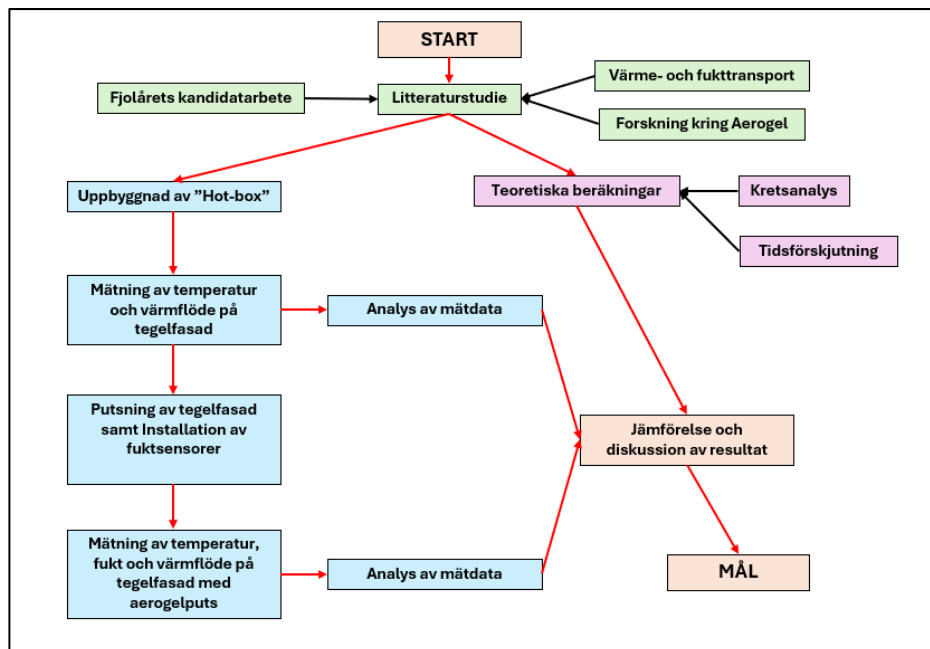 START
Fjolårets kandidatarbete
Litteraturstudie
Värme- och fukttransport
Forskning kring Aerogel
Uppbyggnad av ”Hot-box”
Teoretiska beräkningar
Kretsanalys
Tidsförskjutning
Mätning av temperatur
och värmflöde på
tegelfasad
Analys av mätdata
Putsning av tegelfasad
samt Installation av
fuktsensorer
Jämförelse och
diskussion av resultat
Mätning av temperatur,
fukt och värmflöde på
tegelfasad med
aerogelputs
Analys av mätdata
MÅL